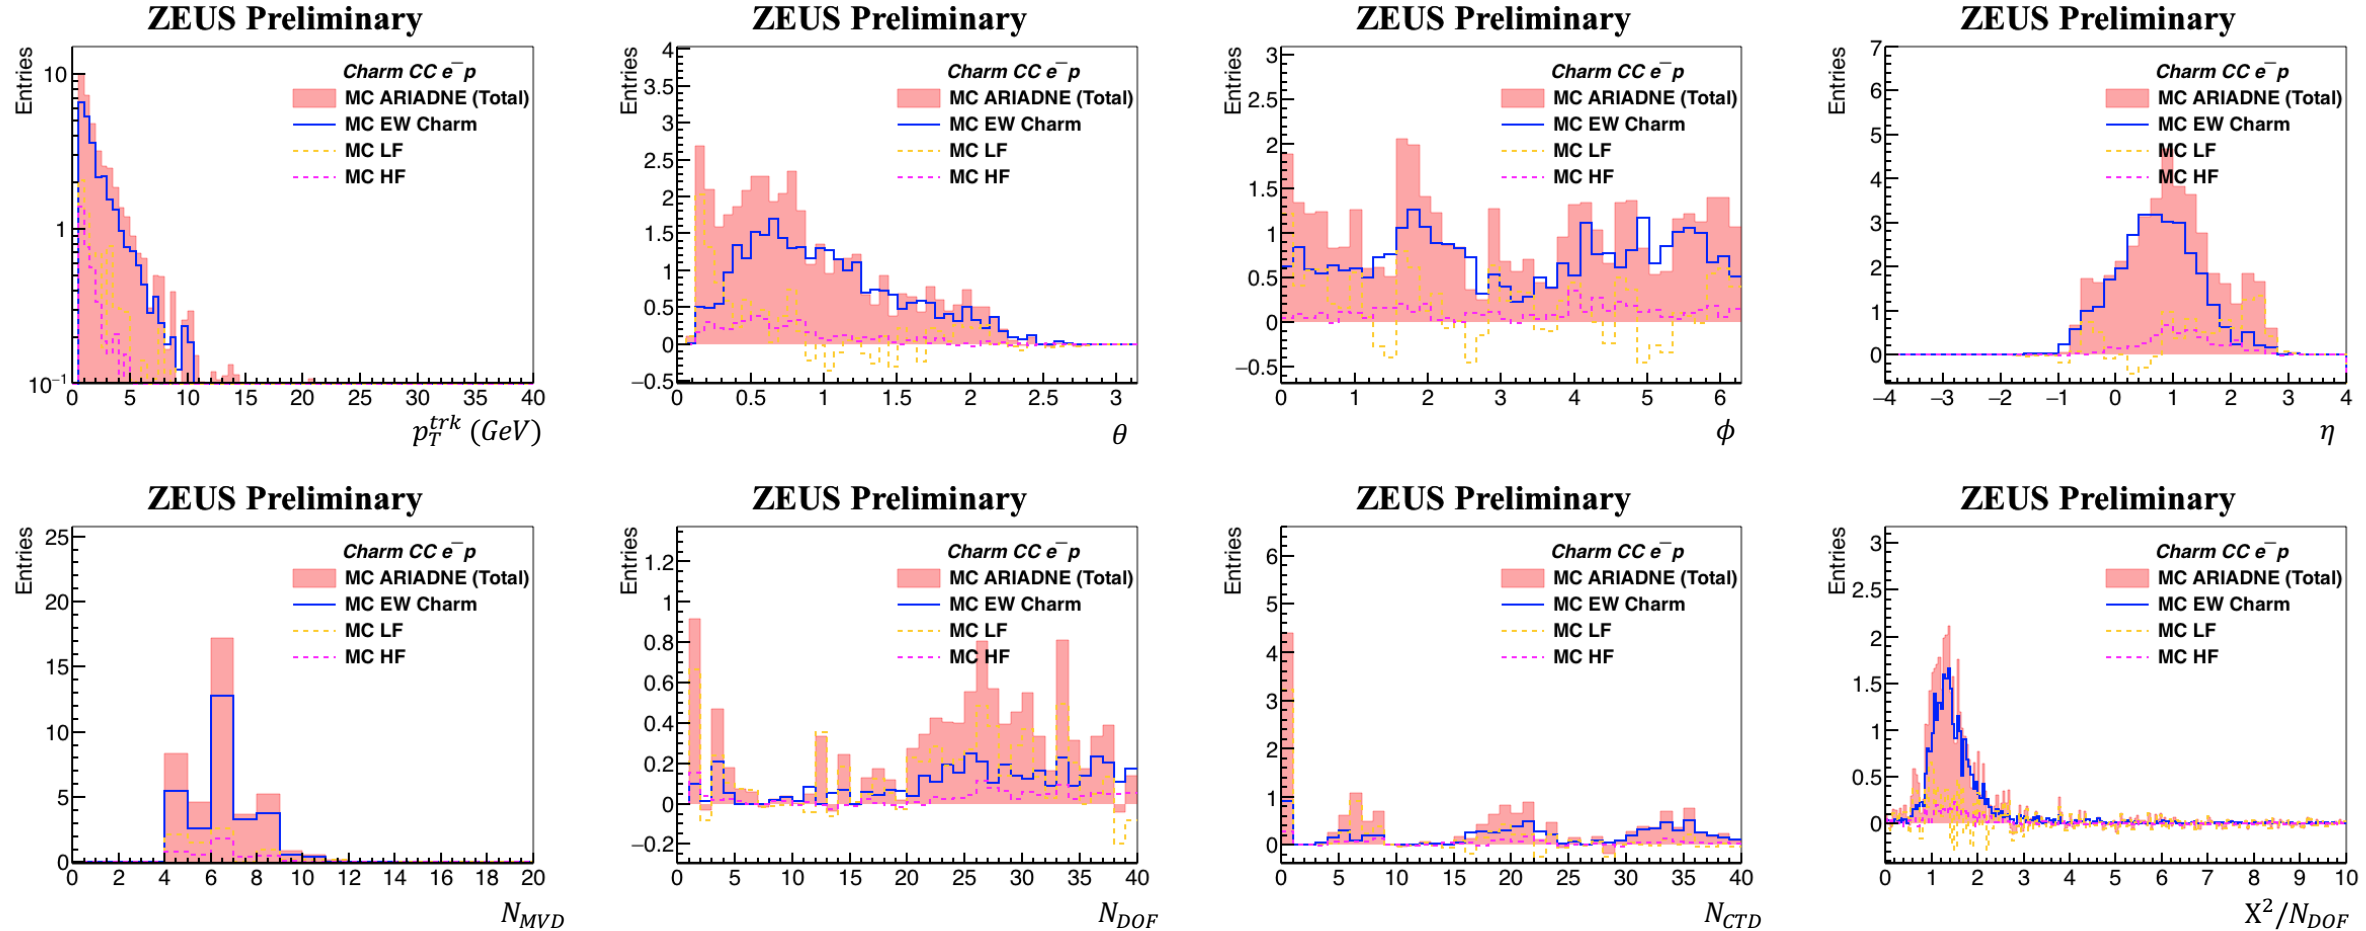 ZEUS Preliminary
Entries
Charm CC e⁻p
MC ARIADNE (Total)
MC EW Charm
MC LF
MC HF
10
1
10⁻¹
0 5 10 15 20 25 30 35 40
p_T^trk (GeV)
ZEUS Preliminary
Entries
Charm CC e⁻p
MC ARIADNE (Total)
MC EW Charm
MC LF
MC HF
4
3.5
3
2.5
2
1.5
1
0.5
0
−0.5
0 0.5 1 1.5 2 2.5 3
θ
ZEUS Preliminary
Entries
Charm CC e⁻p
MC ARIADNE (Total)
MC EW Charm
MC LF
MC HF
3
2.5
2
1.5
1
0.5
0
−0.5
0 1 2 3 4 5 6
ϕ
ZEUS Preliminary
Entries
Charm CC e⁻p
MC ARIADNE (Total)
MC EW Charm
MC LF
MC HF
7
6
5
4
3
2
1
0
−4 −3 −2 −1 0 1 2 3 4
η
ZEUS Preliminary
Entries
Charm CC e⁻p
MC ARIADNE (Total)
MC EW Charm
MC LF
MC HF
25
20
15
10
5
0
0 2 4 6 8 10 12 14 16 18 20
N_MVD
ZEUS Preliminary
Entries
Charm CC e⁻p
MC ARIADNE (Total)
MC EW Charm
MC LF
MC HF
1.2
1
0.8
0.6
0.4
0.2
0
−0.2
0 5 10 15 20 25 30 35 40
N_DOF
ZEUS Preliminary
Entries
Charm CC e⁻p
MC ARIADNE (Total)
MC EW Charm
MC LF
MC HF
6
5
4
3
2
1
0
0 5 10 15 20 25 30 35 40
N_CTD
ZEUS Preliminary
Entries
Charm CC e⁻p
MC ARIADNE (Total)
MC EW Charm
MC LF
MC HF
3
2.5
2
1.5
1
0.5
0
0 1 2 3 4 5 6 7 8 9 10
X²/N_DOF